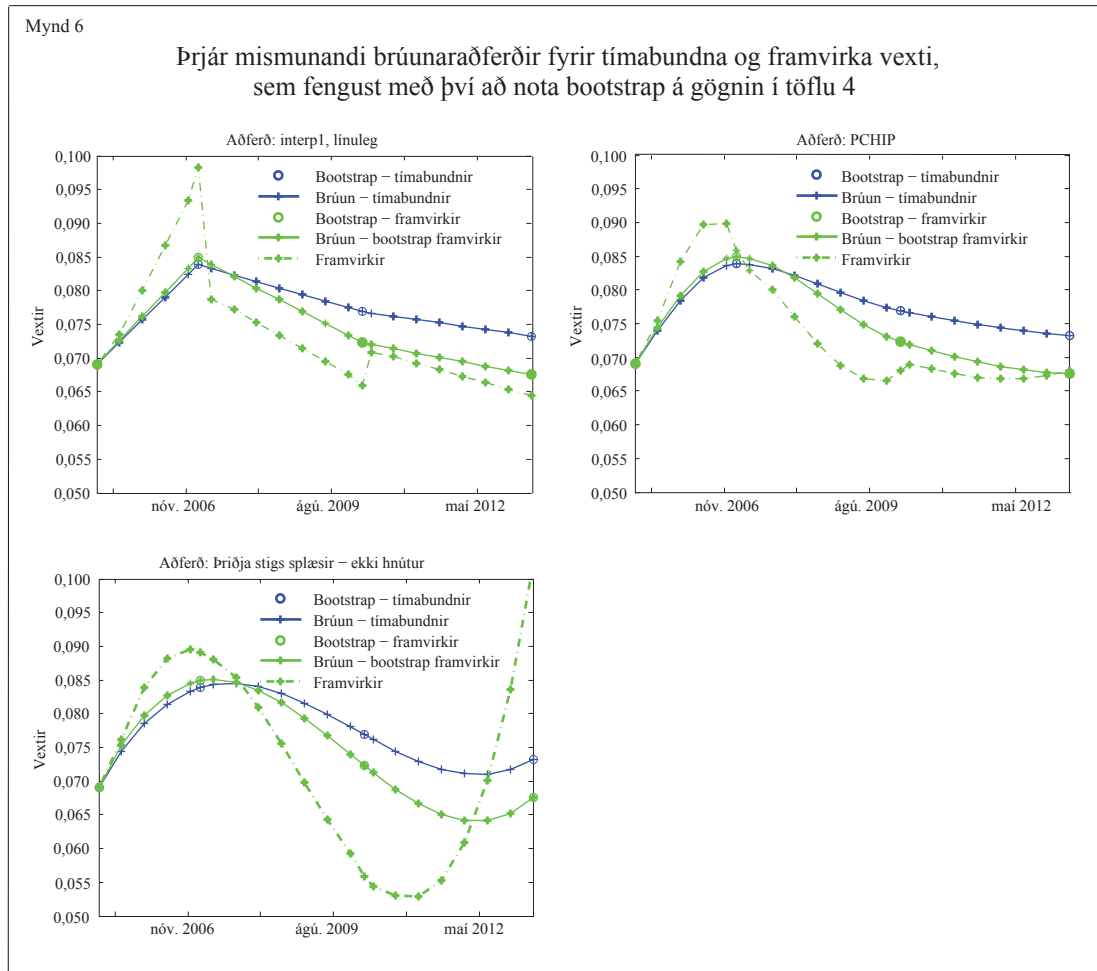 Mynd 6
Þrjár mismunandi brúunaraðferðir fyrir tímabundna og framvirka vexti,
sem fengust með því að nota bootstrap á gögnin í töflu 4
Aðferð: interp1, línuleg
0,100
0,095
0,090
0,085
0,080
0,075
0,070
0,065
0,060
0,055
0,050
Vextir
Bootstrap − tímabundnir
Brúun − tímabundnir
Bootstrap − framvirkir
Brúun − bootstrap framvirkir
Framvirkir
nóv. 2006
ágú. 2009
maí 2012
Aðferð: PCHIP
0,100
0,095
0,090
0,085
0,080
0,075
0,070
0,065
0,060
0,055
0,050
Vextir
Bootstrap − tímabundnir
Brúun − tímabundnir
Bootstrap − framvirkir
Brúun − bootstrap framvirkir
Framvirkir
nóv. 2006
ágú. 2009
maí 2012
Aðferð: Þriðja stigs splæsir − ekki hnútur
0,100
0,095
0,090
0,085
0,080
0,075
0,070
0,065
0,060
0,055
0,050
Vextir
Bootstrap − tímabundnir
Brúun − tímabundnir
Bootstrap − framvirkir
Brúun − bootstrap framvirkir
Framvirkir
nóv. 2006
ágú. 2009
maí 2012